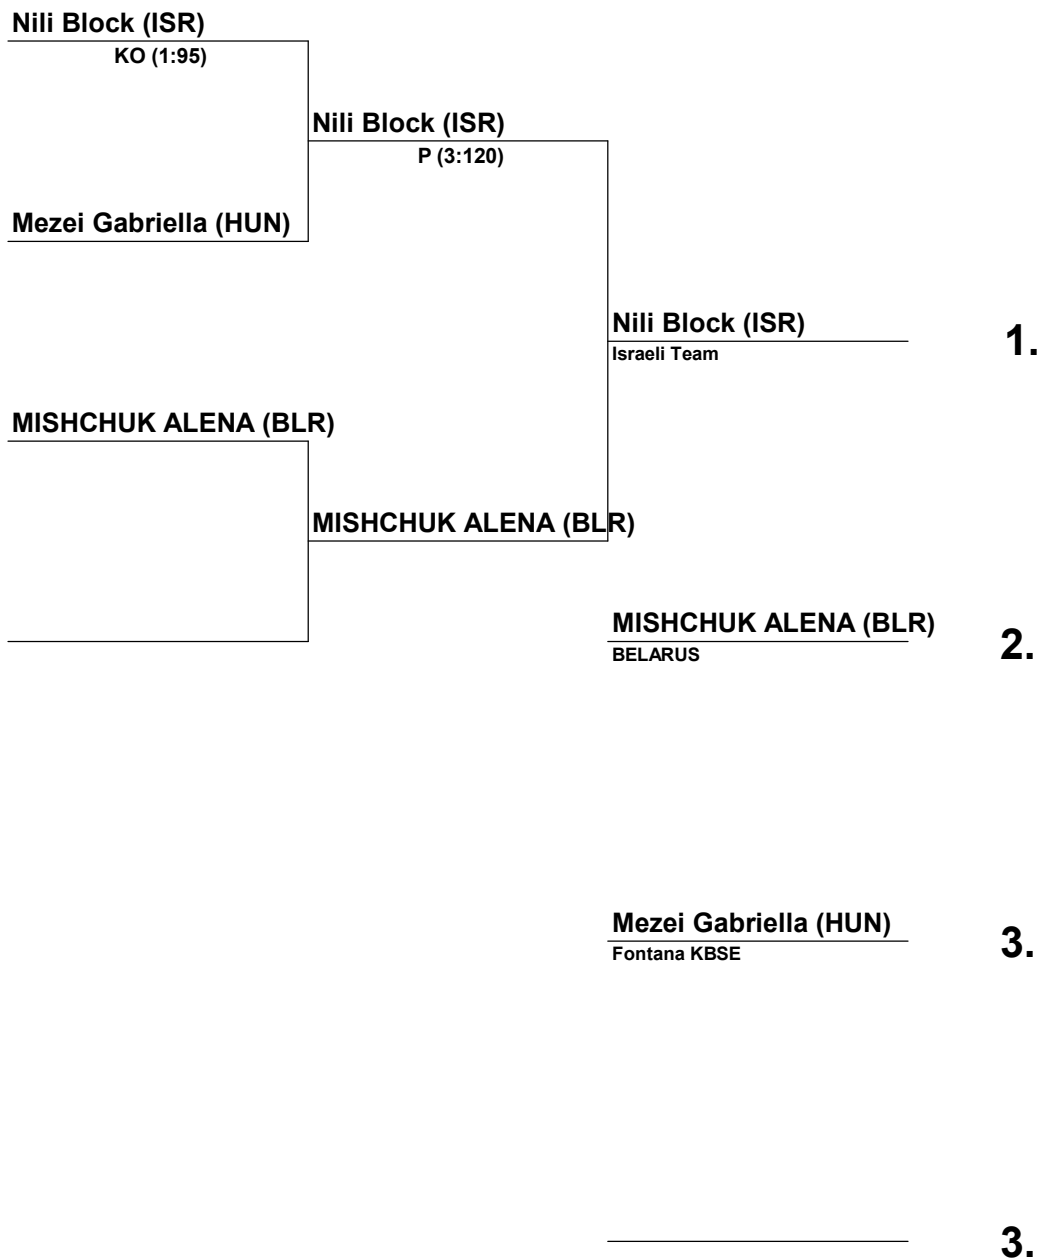 Nili Block (ISR)
KO (1:95)
Nili Block (ISR)
P (3:120)
Mezei Gabriella (HUN)
Nili Block (ISR)
Israeli Team
1.
MISHCHUK ALENA (BLR)
MISHCHUK ALENA (BLR)
MISHCHUK ALENA (BLR)
BELARUS
2.
Mezei Gabriella (HUN)
Fontana KBSE
3.
3.